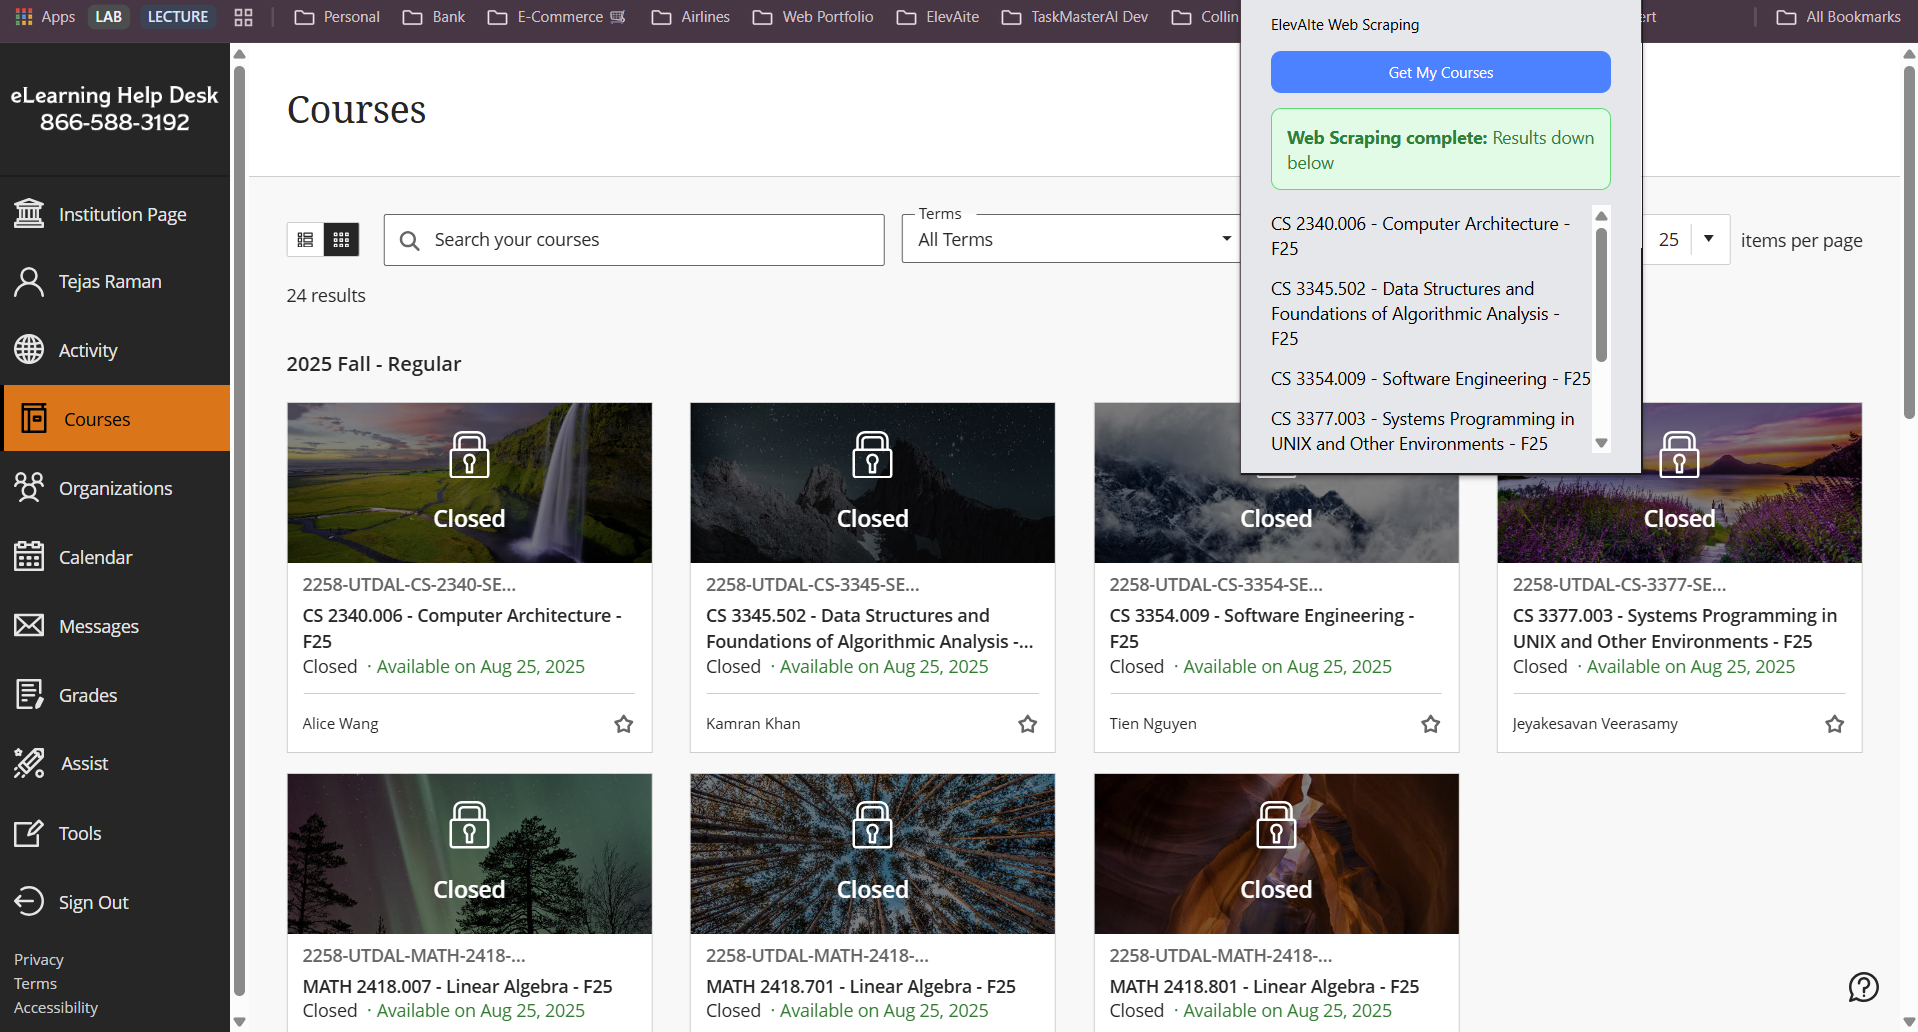 Apps
LAB
LECTURE
Personal
Bank
E-Commerce
Airlines
Web Portfolio
ElevAite
TaskMasterAI Dev
Collin
ert
All Bookmarks
eLearning Help Desk
866-588-3192
Institution Page
Tejas Raman
Activity
Courses
Organizations
Calendar
Messages
Grades
Assist
Tools
Sign Out
Privacy
Terms
Accessibility
Courses
Search your courses
Terms
All Terms
25
items per page
24 results
2025 Fall - Regular
ElevAIte Web Scraping
Get My Courses
Web Scraping complete: Results down
below
CS 2340.006 - Computer Architecture -
F25
CS 3345.502 - Data Structures and
Foundations of Algorithmic Analysis -
F25
CS 3354.009 - Software Engineering - F25
CS 3377.003 - Systems Programming in
UNIX and Other Environments - F25
Closed
2258-UTDAL-CS-2340-SE...
CS 2340.006 - Computer Architecture -
F25
Closed · Available on Aug 25, 2025
Alice Wang
Closed
2258-UTDAL-CS-3345-SE...
CS 3345.502 - Data Structures and
Foundations of Algorithmic Analysis -...
Closed · Available on Aug 25, 2025
Kamran Khan
Closed
2258-UTDAL-CS-3354-SE...
CS 3354.009 - Software Engineering -
F25
Closed · Available on Aug 25, 2025
Tien Nguyen
Closed
2258-UTDAL-CS-3377-SE...
CS 3377.003 - Systems Programming in
UNIX and Other Environments - F25
Closed · Available on Aug 25, 2025
Jeyakesavan Veerasamy
Closed
2258-UTDAL-MATH-2418-...
MATH 2418.007 - Linear Algebra - F25
Closed · Available on Aug 25, 2025
Closed
2258-UTDAL-MATH-2418-...
MATH 2418.701 - Linear Algebra - F25
Closed · Available on Aug 25, 2025
Closed
2258-UTDAL-MATH-2418-...
MATH 2418.801 - Linear Algebra - F25
Closed · Available on Aug 25, 2025